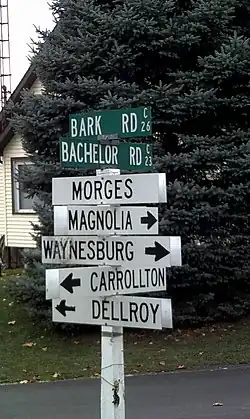 BARK RD C 26
BACHELOR RD C 23
MORGES
MAGNOLIA →
WAYNESBURG →
← CARROLLTON
← DELLROY